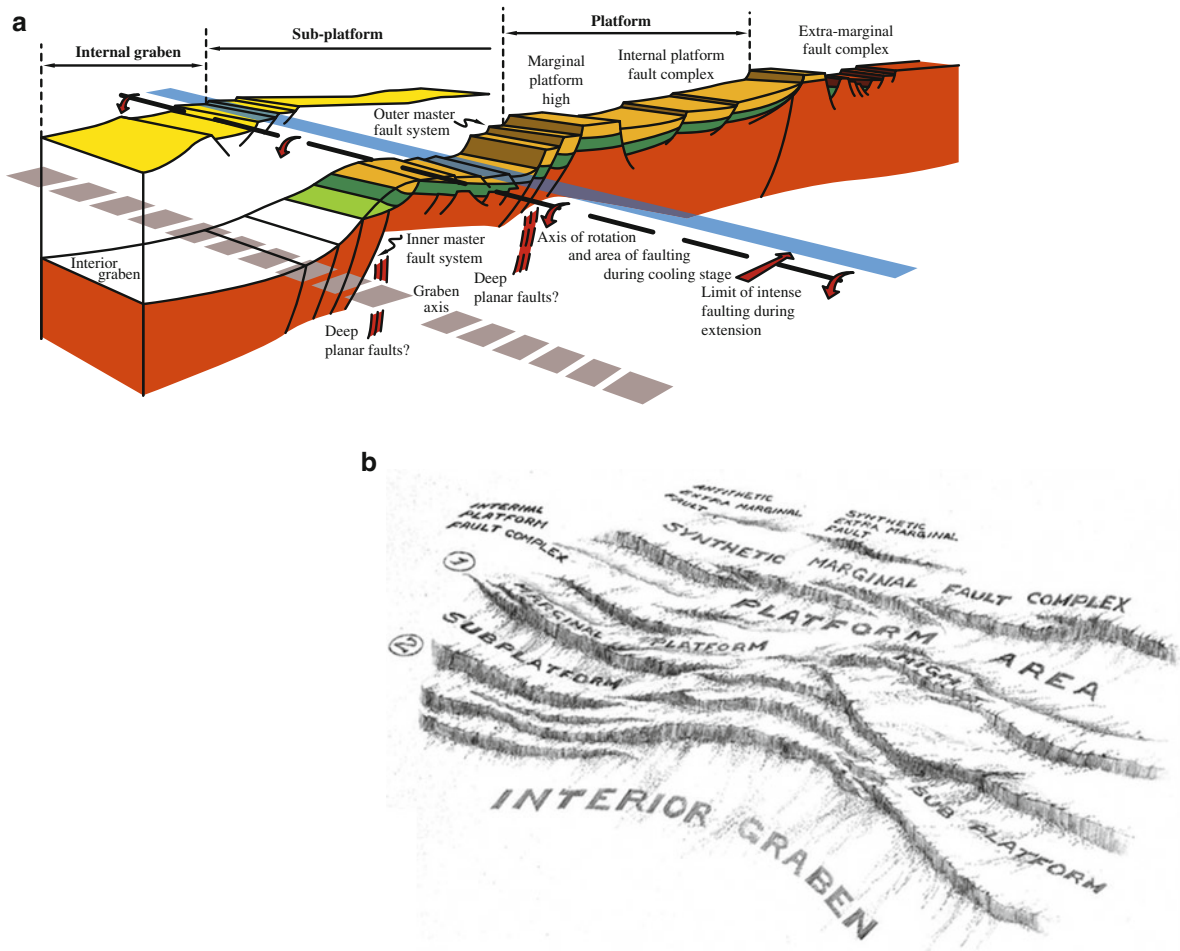 a
Internal graben
Sub-platform
Platform
Marginal
platform
high
Internal platform
fault complex
Extra-marginal
fault complex
Outer master
fault system
Inner master
fault system
Axis of rotation
and area of faulting
during cooling stage
Limit of intense
faulting during
extension
Deep
planar faults?
Interior
graben
Graben
axis
Deep
planar faults?
b
ANTITHETIC
EXTRA MARGINAL
FAULT
SYNTHETIC
EXTRA MARGINAL
FAULT
INTERNAL
PLATFORM
FAULT COMPLEX
SYNTHETIC MARGINAL FAULT COMPLEX
1
MARGINAL PLATFORM HIGH
PLATFORM AREA
2
SUBPLATFORM
SUB PLATFORM
INTERIOR GRABEN